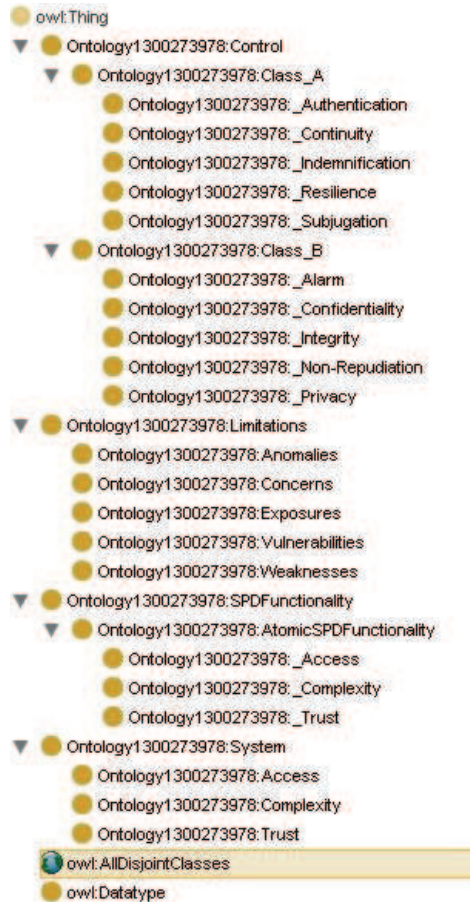 owl:Thing
Ontology1300273978:Control
Ontology1300273978:Class_A
Ontology1300273978:_Authentication
Ontology1300273978:_Continuity
Ontology1300273978:_Indemnification
Ontology1300273978:_Resilience
Ontology1300273978:_Subjugation
Ontology1300273978:Class_B
Ontology1300273978:_Alarm
Ontology1300273978:_Confidentiality
Ontology1300273978:_Integrity
Ontology1300273978:_Non-Repudiation
Ontology1300273978:_Privacy
Ontology1300273978:Limitations
Ontology1300273978:Anomalies
Ontology1300273978:Concerns
Ontology1300273978:Exposures
Ontology1300273978:Vulnerabilities
Ontology1300273978:Weaknesses
Ontology1300273978:SPDFunctionality
Ontology1300273978:AtomicSPDFunctionality
Ontology1300273978:_Access
Ontology1300273978:_Complexity
Ontology1300273978:_Trust
Ontology1300273978:System
Ontology1300273978:Access
Ontology1300273978:Complexity
Ontology1300273978:Trust
owl:AllDisjointClasses
owl:Datatype